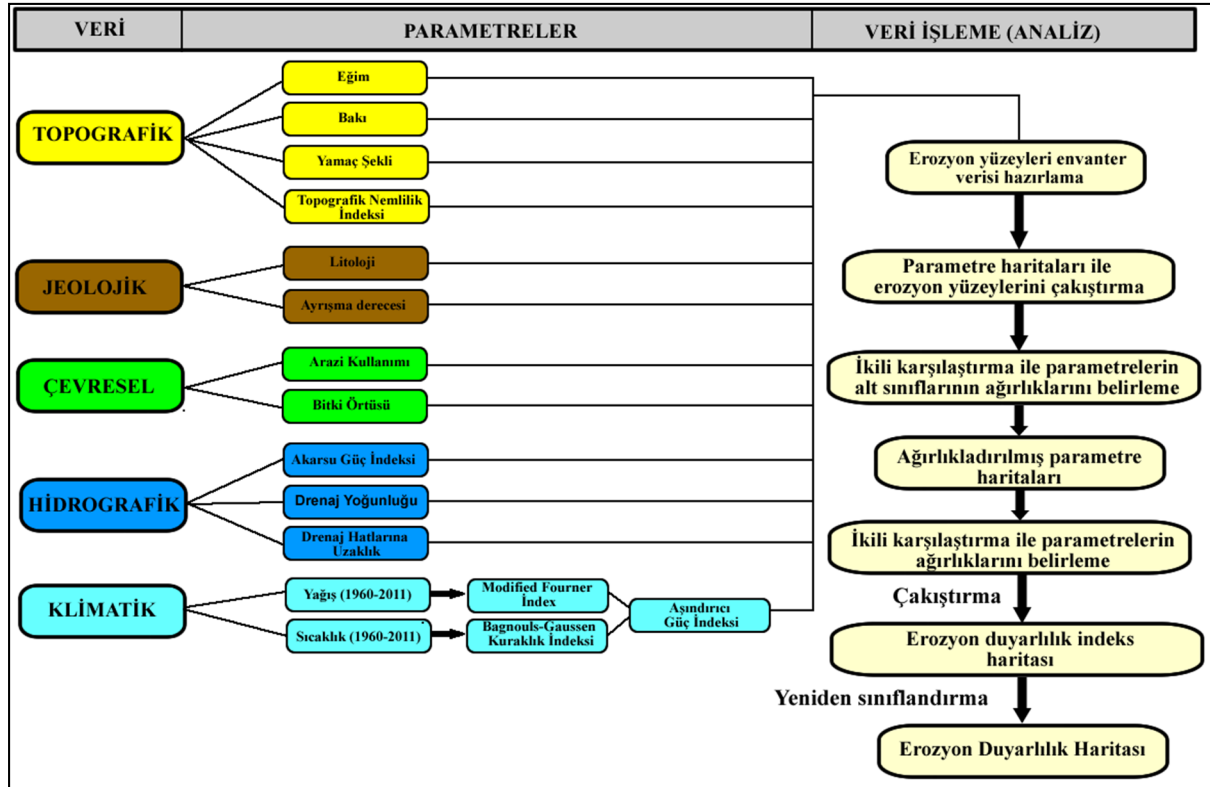 VERİ
PARAMETRELER
VERİ İŞLEME (ANALİZ)
TOPOGRAFİK
Eğim
Bakı
Yamaç Şekli
Topografik Nemlilik
İndeksi
JEOLOJİK
Litoloji
Ayrışma derecesi
ÇEVRESEL
Arazi Kullanımı
Bitki Örtüsü
HİDROGRAFİK
Akarsu Güç İndeksi
Drenaj Yoğunluğu
Drenaj Hatlarına
Uzaklık
KLİMATİK
Yağış (1960-2011)
Modified Fourner
İndex
Sıcaklık (1960-2011)
Bagnouls-Gaussen
Kuraklık İndeksi
Aşındırıcı
Güç İndeksi
Erozyon yüzeyleri envanter
verisi hazırlama
Parametre haritaları ile
erozyon yüzeylerini çakıştırma
İkili karşılaştırma ile parametrelerin
alt sınıflarının ağırlıklarını belirleme
Ağırlıkladırılmış parametre
haritaları
İkili karşılaştırma ile parametrelerin
ağırlıklarını belirleme
Çakıştırma
Erozyon duyarlılık indeks
haritası
Yeniden sınıflandırma
Erozyon Duyarlılık Haritası